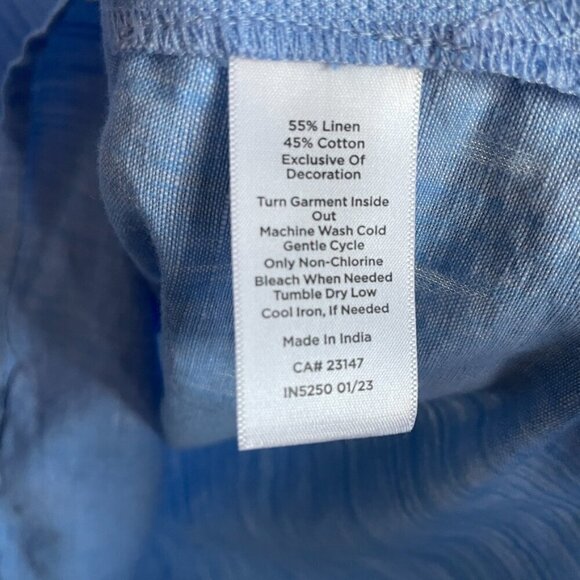 55% Linen
45% Cotton
Exclusive Of
Decoration
Turn Garment Inside
Out
Machine Wash Cold
Gentle Cycle
Only Non-Chlorine
Bleach When Needed
Tumble Dry Low
Cool Iron, If Needed
Made in India
CA# 23147
IN5250 01/23